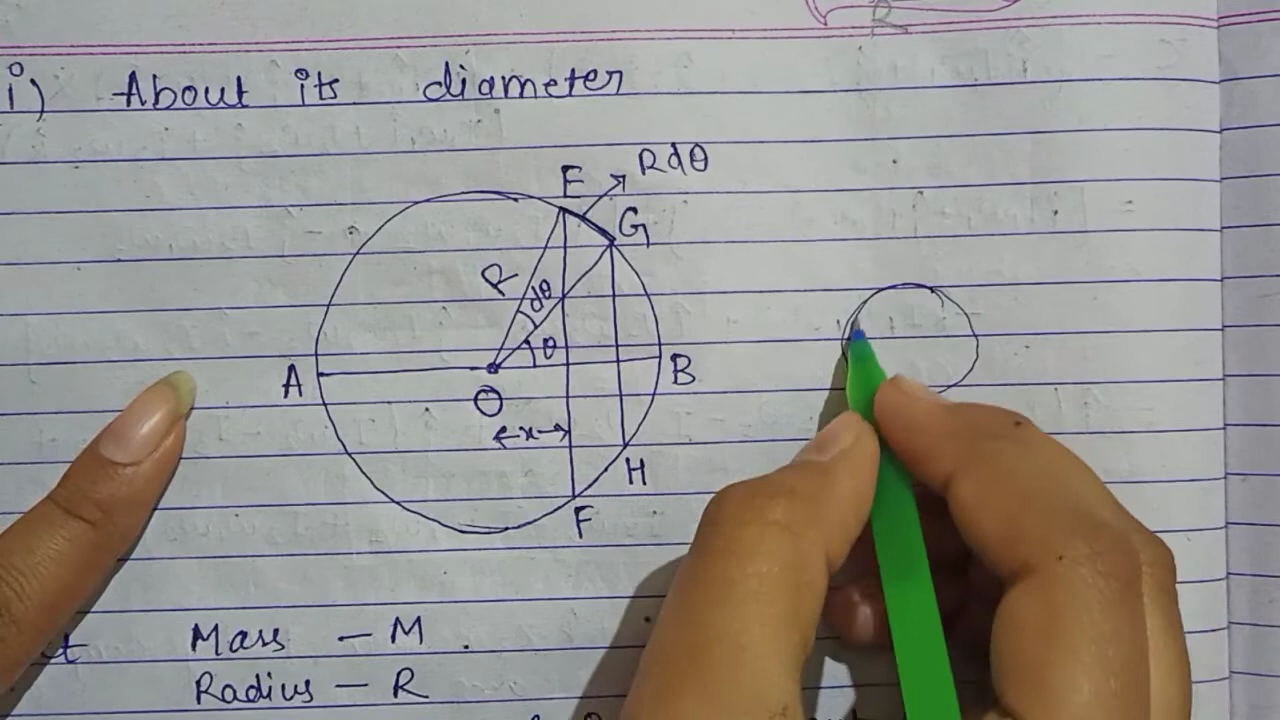 R
i) About its diameter
E
Rdθ
G
R
dθ
θ
A
B
O
x
H
F
Mass - M .
Radius - R